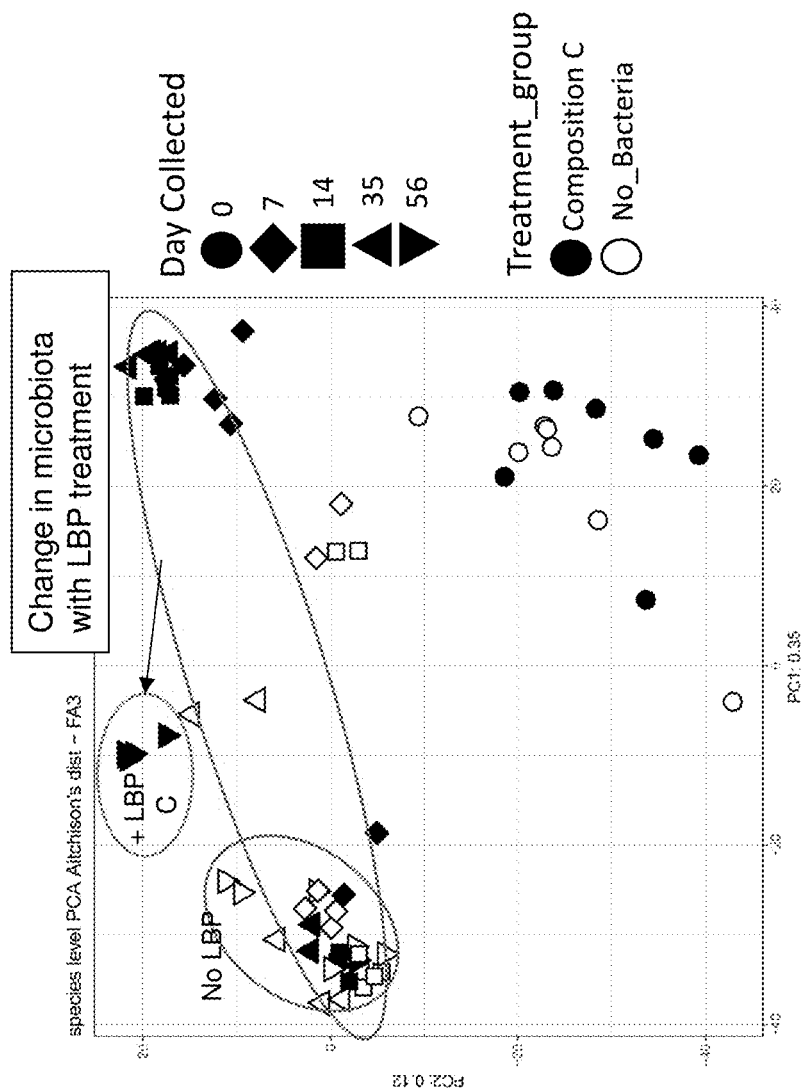 Change in microbiota
with LBP treatment
species level PCA Aitchison's dist - FA3
+ LBP
C
No LBP
20
0
-20
-40
PC2: 0.12
-40
-20
0
20
40
PC1: 0.35
Day Collected
0
7
14
35
56
Treatment_group
Composition C
No_Bacteria